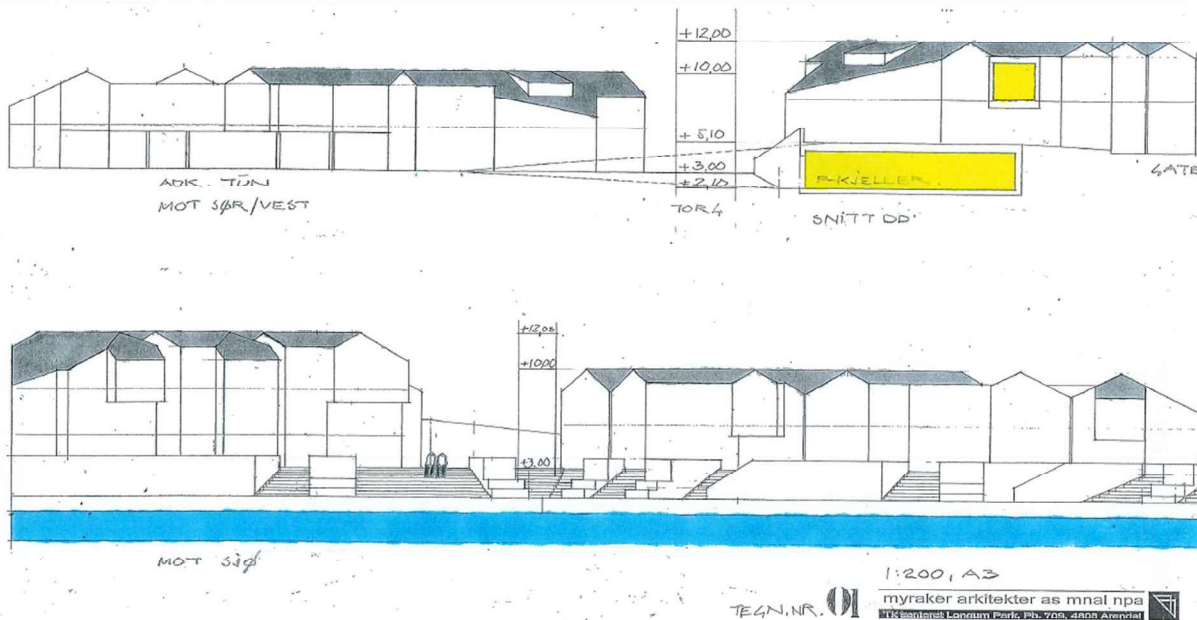 +12,00
+10,00
+5,10
+3,00
+2,10
ADK. TUN
MOT SØR/VEST
TORG
P-KJELLER.
SNITT DD
GATE
+12,00
+10,00
+3,00
MOT SJØ
1:200, A3
TEGN.NR. 01
myraker arkitekter as mnal npa
TK-senteret Longum Park, Pb. 709, 4808 Arendal